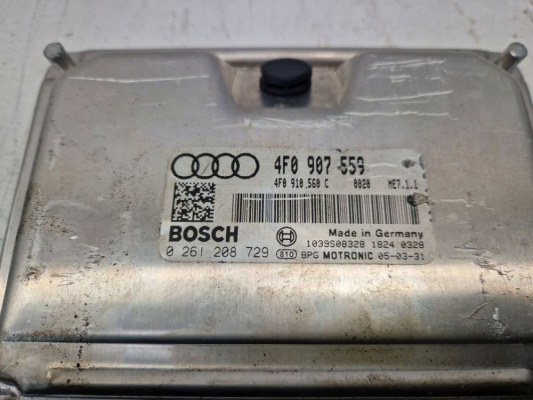 4F0 907 559
4F0 910 560 C 0020 ME7.1.1
BOSCH
Made in Germany
1039S08328 1824 0328
0 261 208 729 810 BPG MOTRONIC 05-03-31